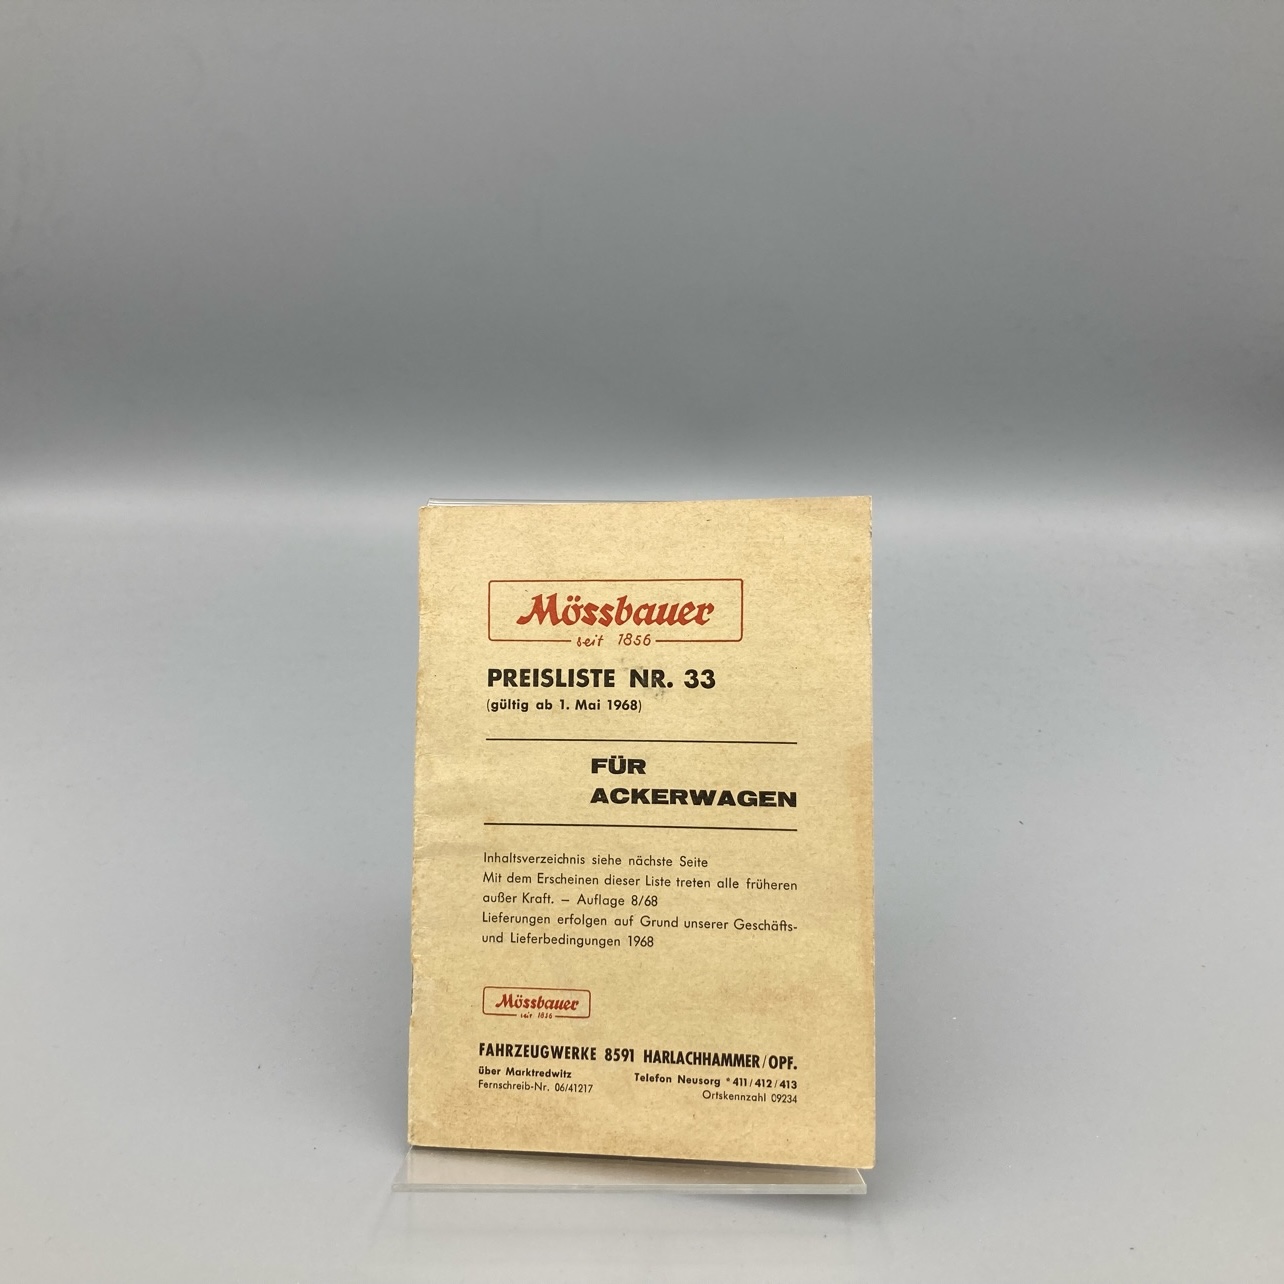 Mössbauer
seit 1856
PREISLISTE NR. 33
(gültig ab 1. Mai 1968)
FÜR
ACKERWAGEN
Inhaltsverzeichnis siehe nächste Seite
Mit dem Erscheinen dieser Liste treten alle früheren
außer Kraft. – Auflage 8/68
Lieferungen erfolgen auf Grund unserer Geschäfts-
und Lieferbedingungen 1968
Mössbauer
seit 1856
FAHRZEUGWERKE 8591 HARLACHHAMMER/OPF.
über Marktredwitz Telefon Neusorg *411/412/413
Fernschreib-Nr. 06/41217 Ortskennzahl 09234